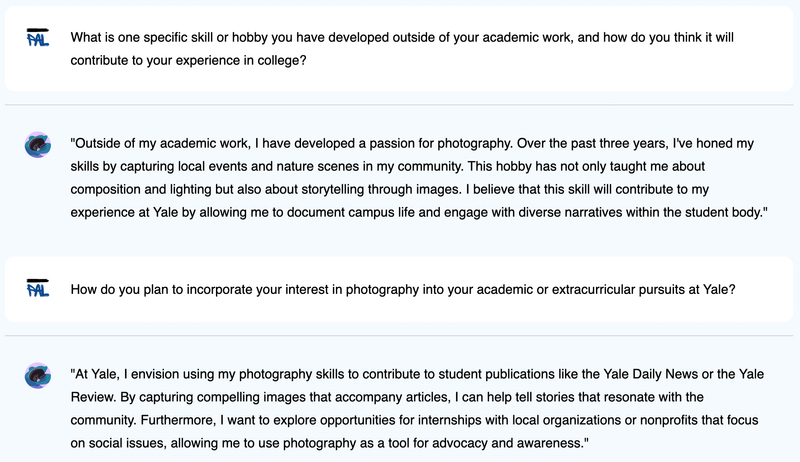 PAL
What is one specific skill or hobby you have developed outside of your academic work, and how do you think it will
contribute to your experience in college?
"Outside of my academic work, I have developed a passion for photography. Over the past three years, I've honed my
skills by capturing local events and nature scenes in my community. This hobby has not only taught me about
composition and lighting but also about storytelling through images. I believe that this skill will contribute to my
experience at Yale by allowing me to document campus life and engage with diverse narratives within the student body."
PAL
How do you plan to incorporate your interest in photography into your academic or extracurricular pursuits at Yale?
"At Yale, I envision using my photography skills to contribute to student publications like the Yale Daily News or the Yale
Review. By capturing compelling images that accompany articles, I can help tell stories that resonate with the
community. Furthermore, I want to explore opportunities for internships with local organizations or nonprofits that focus
on social issues, allowing me to use photography as a tool for advocacy and awareness."